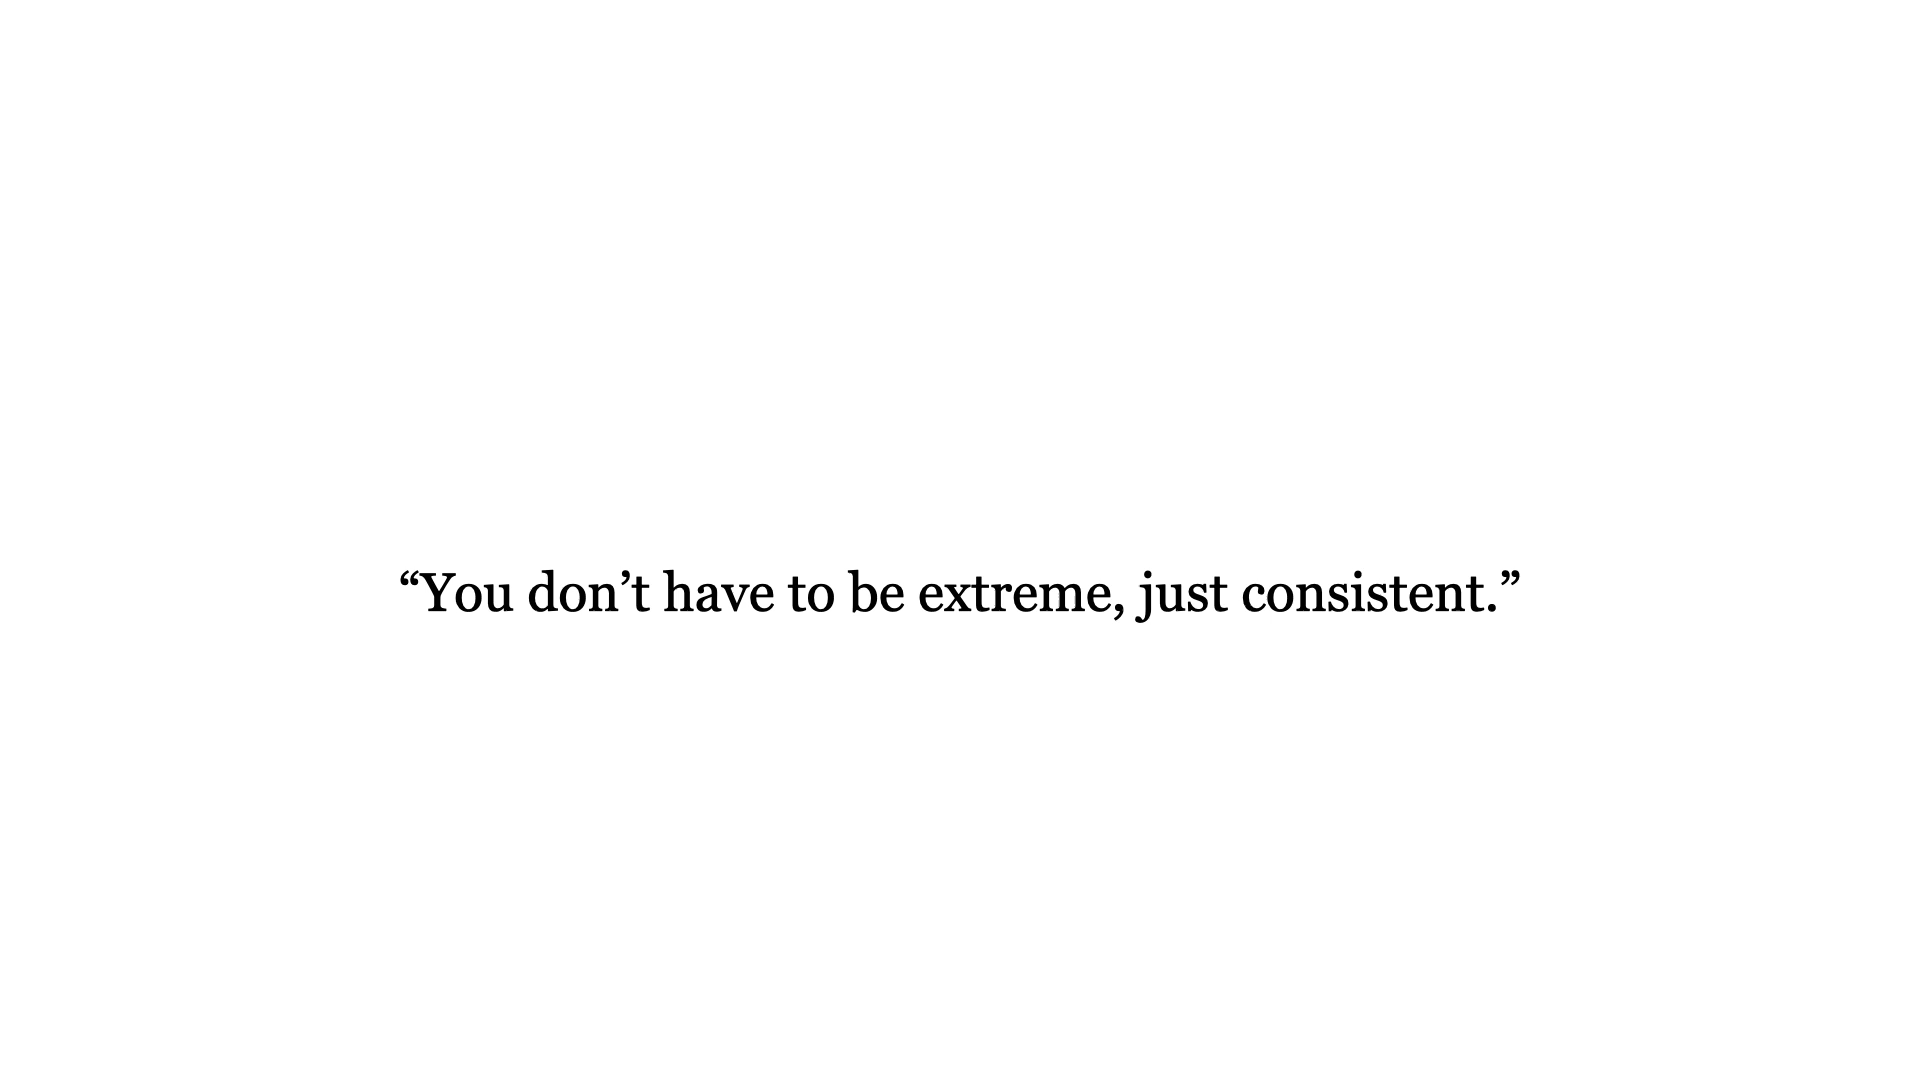 “You don’t have to be extreme, just consistent.”